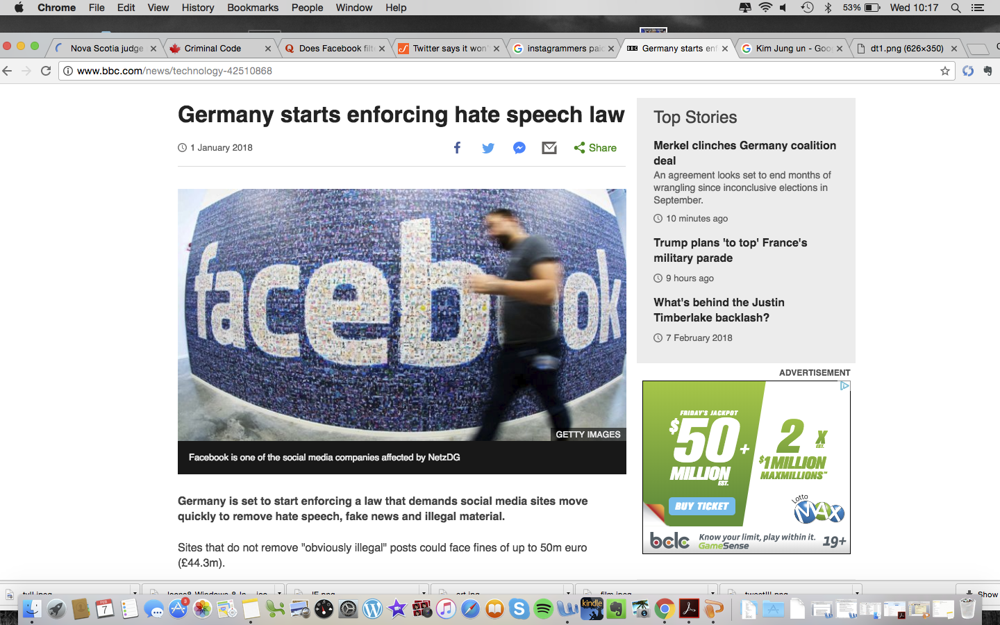 Chrome File Edit View History Bookmarks People Window Help 53% Wed 10:17
Nova Scotia judge
Criminal Code
Does Facebook filt
Twitter says it won'
instagrammers paid
Germany starts enf
Kim Jung un - Goo
dt1.png (626×350)
www.bbc.com/news/technology-42510868
Germany starts enforcing hate speech law
1 January 2018
Share
facebook
GETTY IMAGES
Facebook is one of the social media companies affected by NetzDG
Germany is set to start enforcing a law that demands social media sites move
quickly to remove hate speech, fake news and illegal material.
Sites that do not remove "obviously illegal" posts could face fines of up to 50m euro
(£44.3m).
Top Stories
Merkel clinches Germany coalition
deal
An agreement looks set to end months of
wrangling since inconclusive elections in
September.
10 minutes ago
Trump plans 'to top' France's
military parade
9 hours ago
What's behind the Justin
Timberlake backlash?
7 February 2018
ADVERTISEMENT
FRIDAY'S JACKPOT
$50+
MILLION
EST.
BUY TICKET
2 x
EST.
$1MILLION
MAXMILLIONS™
Lotto
MAX
bclc
Know your limit, play within it.
GameSense
19+
Show
FEB
7
3
kindle